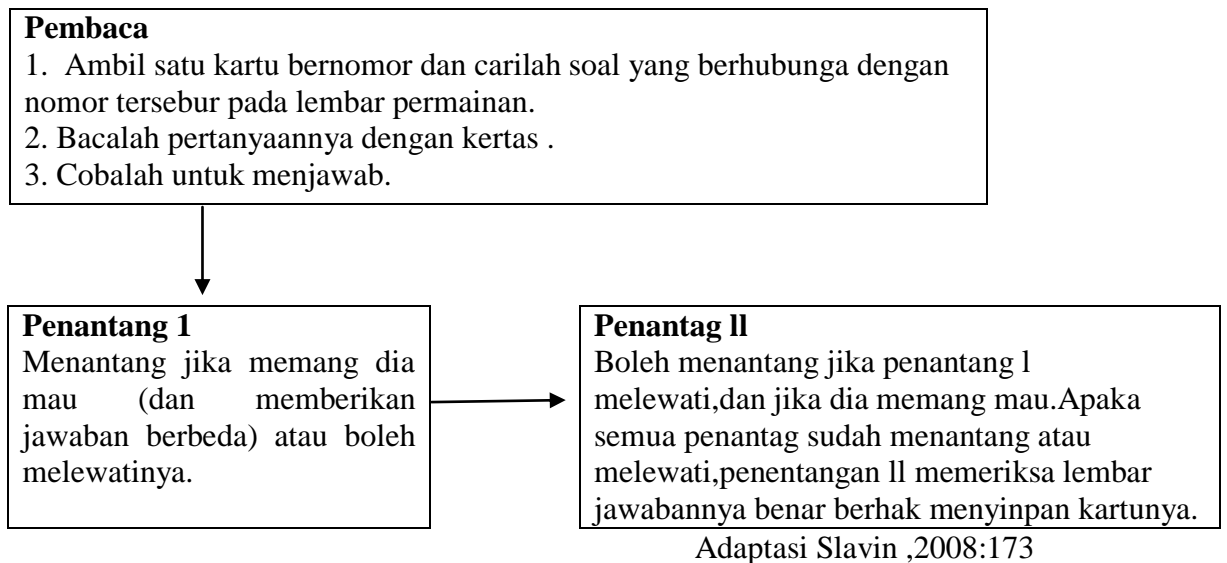 Pembaca
1. Ambil satu kartu bernomor dan carilah soal yang berhubunga dengan
nomor tersebut pada lembar permainan.
2. Bacalah pertanyaannya dengan kertas .
3. Cobalah untuk menjawab.
Penantang 1
Menantang jika memang dia
mau (dan memberikan
jawaban berbeda) atau boleh
melewatinya.
Penantag ll
Boleh menantang jika penantang l
melewati,dan jika dia memang mau.Apaka
semua penantag sudah menantang atau
melewati,penentangan ll memeriksa lembar
jawabannya benar berhak menyinpan kartunya.
Adaptasi Slavin ,2008:173